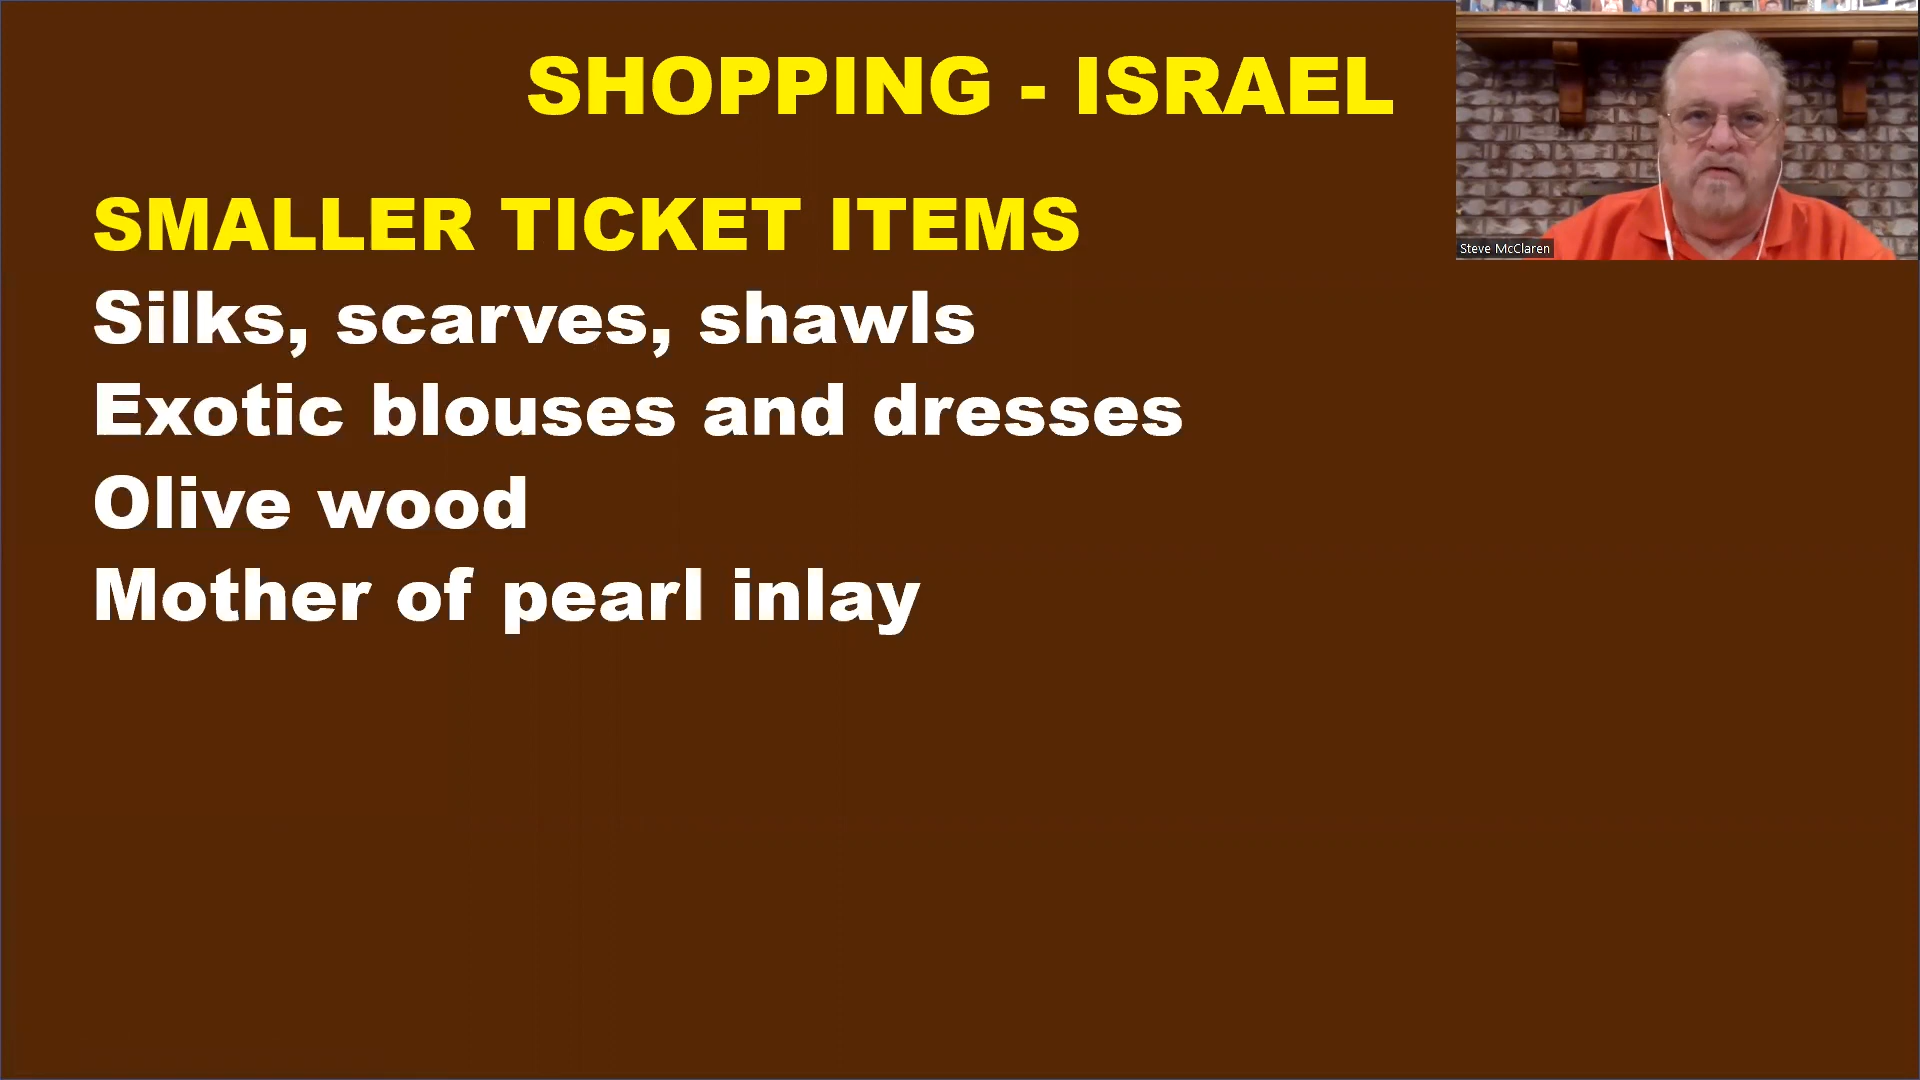 SHOPPING - ISRAEL
SMALLER TICKET ITEMS
Silks, scarves, shawls
Exotic blouses and dresses
Olive wood
Mother of pearl inlay
Steve McClaren